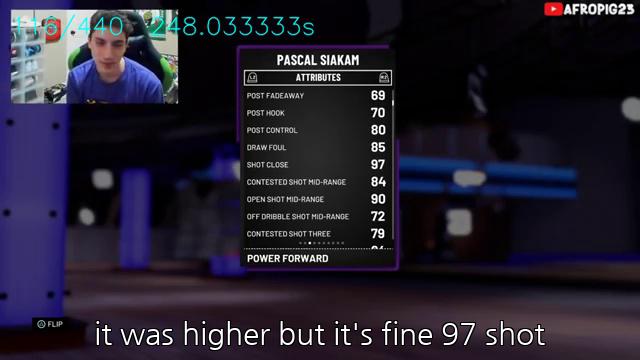 116/440 248.033333s
AFROPIG23
PASCAL SIAKAM
ATTRIBUTES
POST FADEAWAY 69
POST HOOK 70
POST CONTROL 80
DRAW FOUL 85
SHOT CLOSE 97
CONTESTED SHOT MID-RANGE 84
OPEN SHOT MID-RANGE 90
OFF DRIBBLE SHOT MID-RANGE 72
CONTESTED SHOT THREE 79
POWER FORWARD
FLIP
it was higher but it's fine 97 shot